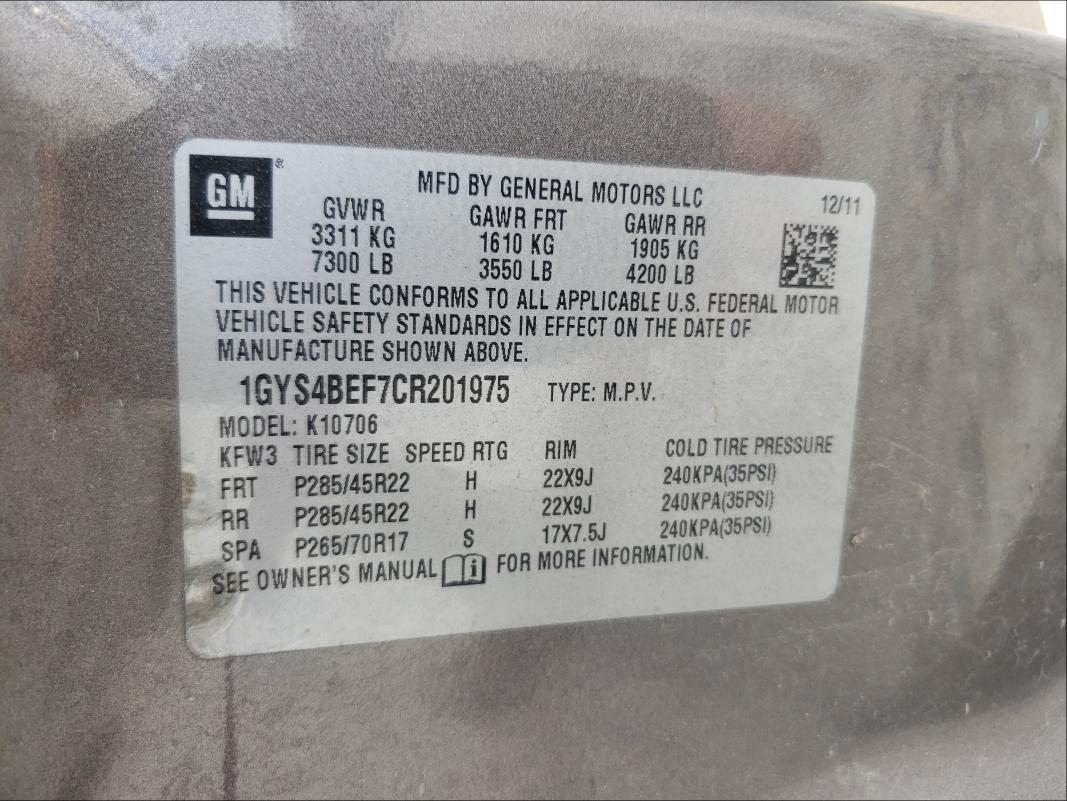 GM ®
MFD BY GENERAL MOTORS LLC 12/11
GVWR GAWR FRT GAWR RR
3311 KG 1610 KG 1905 KG
7300 LB 3550 LB 4200 LB
THIS VEHICLE CONFORMS TO ALL APPLICABLE U.S. FEDERAL MOTOR
VEHICLE SAFETY STANDARDS IN EFFECT ON THE DATE OF
MANUFACTURE SHOWN ABOVE.
1GYS4BEF7CR201975 TYPE: M.P.V.
MODEL: K10706
KFW3 TIRE SIZE SPEED RTG RIM COLD TIRE PRESSURE
FRT P285/45R22 H 22X9J 240KPA(35PSI)
RR P285/45R22 H 22X9J 240KPA(35PSI)
SPA P265/70R17 S 17X7.5J 240KPA(35PSI)
SEE OWNER'S MANUAL i FOR MORE INFORMATION.